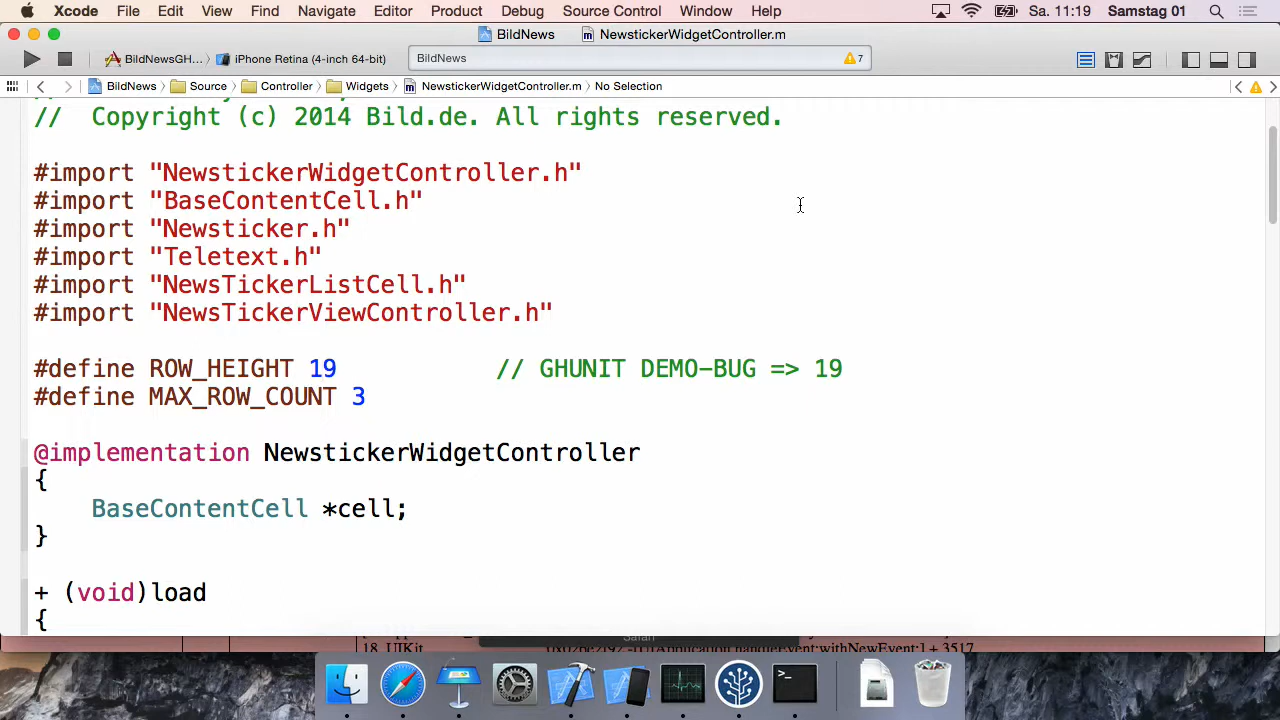 Xcode File Edit View Find Navigate Editor Product Debug Source Control Window Help Sa. 11:19 Samstag 01
BildNews NewstickerWidgetController.m
BildNewsGH... iPhone Retina (4-inch 64-bit) BildNews 7
BildNews Source Controller Widgets NewstickerWidgetController.m No Selection
// Copyright (c) 2014 Bild.de. All rights reserved.
#import "NewstickerWidgetController.h"
#import "BaseContentCell.h"
#import "Newsticker.h"
#import "Teletext.h"
#import "NewsTickerListCell.h"
#import "NewsTickerViewController.h"
#define ROW_HEIGHT 19 // GHUNIT DEMO-BUG => 19
#define MAX_ROW_COUNT 3
@implementation NewstickerWidgetController
{
BaseContentCell *cell;
}
+ (void)load
{
Safari
18 UIKit